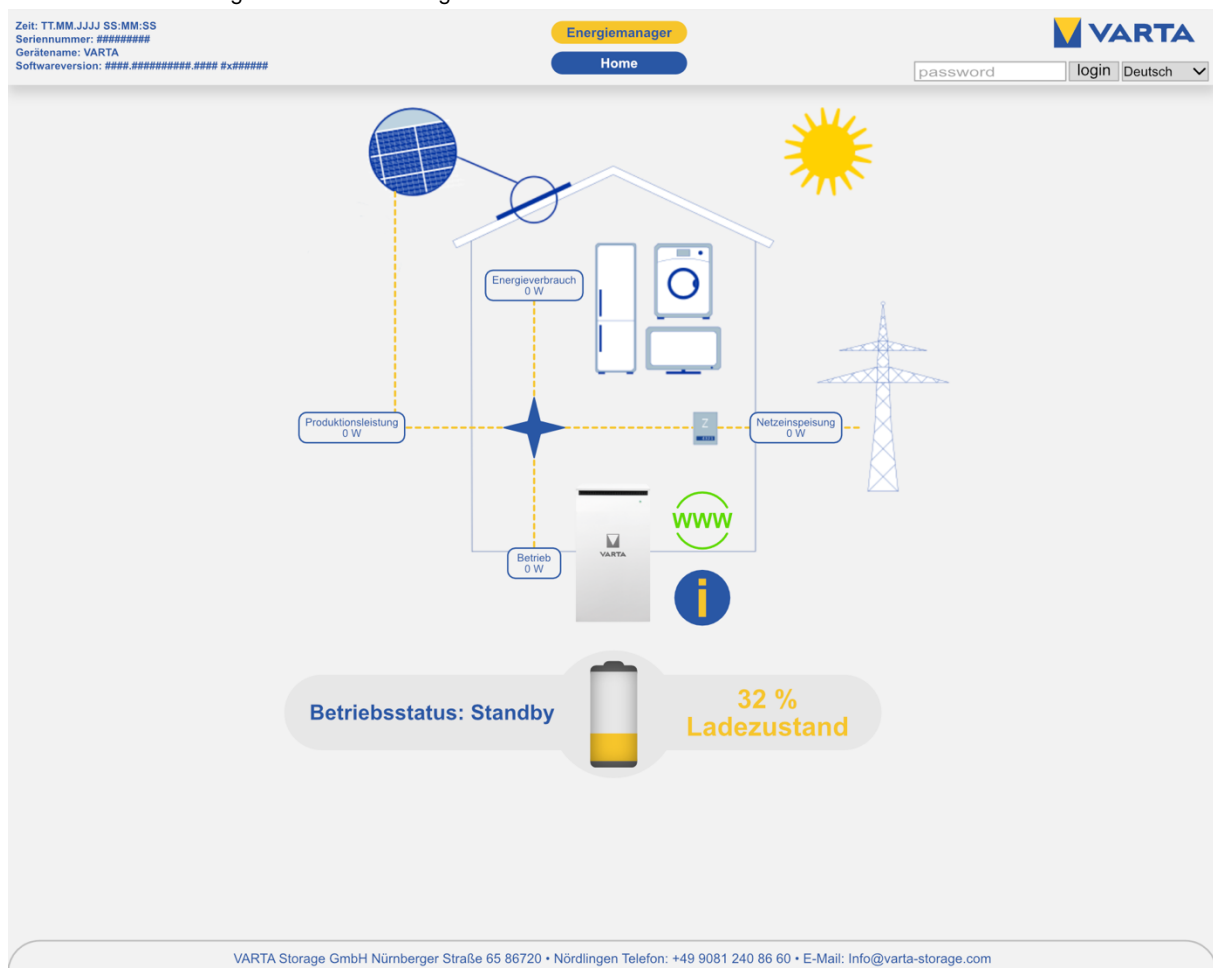 Zeit: TT.MM.JJJJ SS:MM:SS
Seriennummer: #########
Gerätename: VARTA
Softwareversion: ####.##########.#### #x######
Energiemanager
Home
VARTA
password
login
Deutsch
Energieverbrauch
0 W
Produktionsleistung
0 W
Z
Netzeinspeisung
0 W
www
VARTA
Betrieb
0 W
i
Betriebsstatus: Standby
32 %
Ladezustand
VARTA Storage GmbH Nürnberger Straße 65 86720 • Nördlingen Telefon: +49 9081 240 86 60 • E-Mail: Info@varta-storage.com